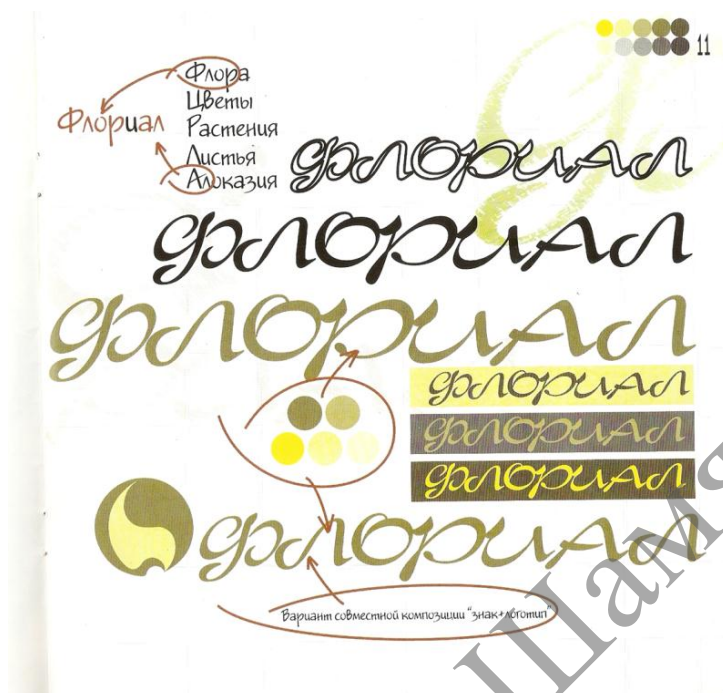 11
Флора
Цветы
Флориал
Растения
Листья
Алоказия
ФЛОРИАЛ
ФЛОРИАЛ
ФЛОРИАЛ
ФЛОРИАЛ
ФЛОРИАЛ
ФЛОРИАЛ
ФЛОРИАЛ
Вариант совместной композиции "знак+логотип"